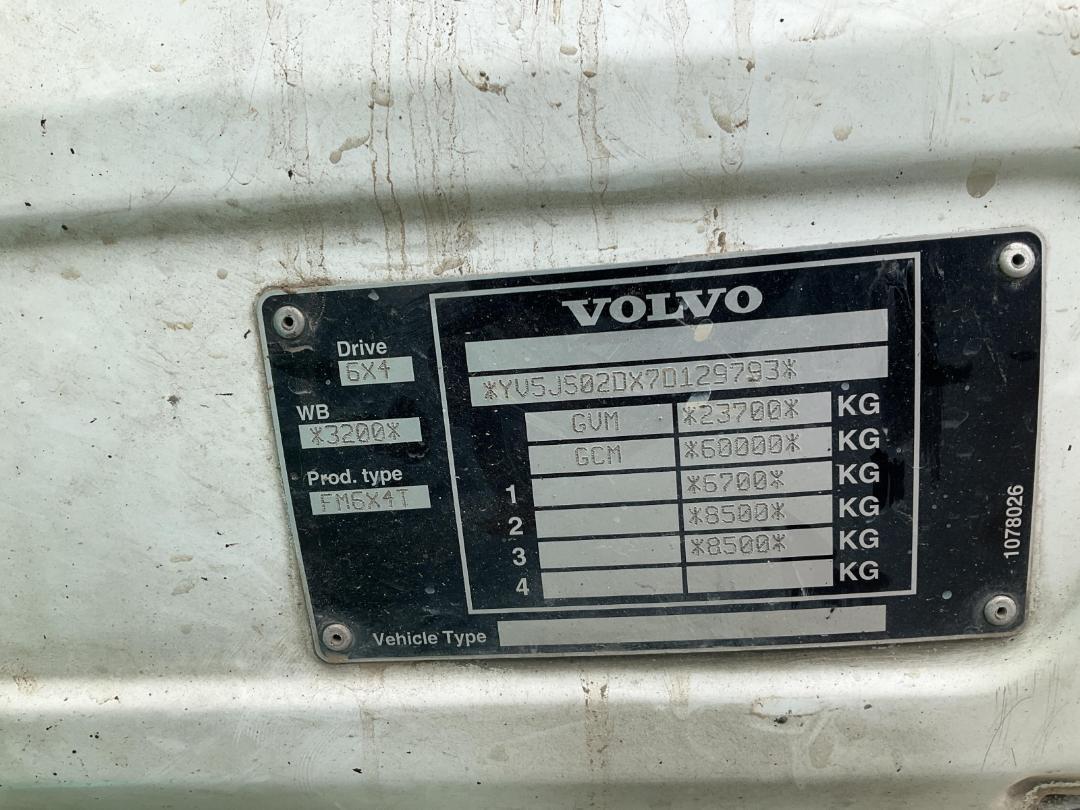 VOLVO
Drive
6X4
*YV5JS02DX7D129793*
WB
*3200*
GVM *23700* KG
GCM *60000* KG
Prod. type
FM6X4T
1 *6700* KG
2 *8500* KG
3 *8500* KG
4 KG
Vehicle Type
1078026